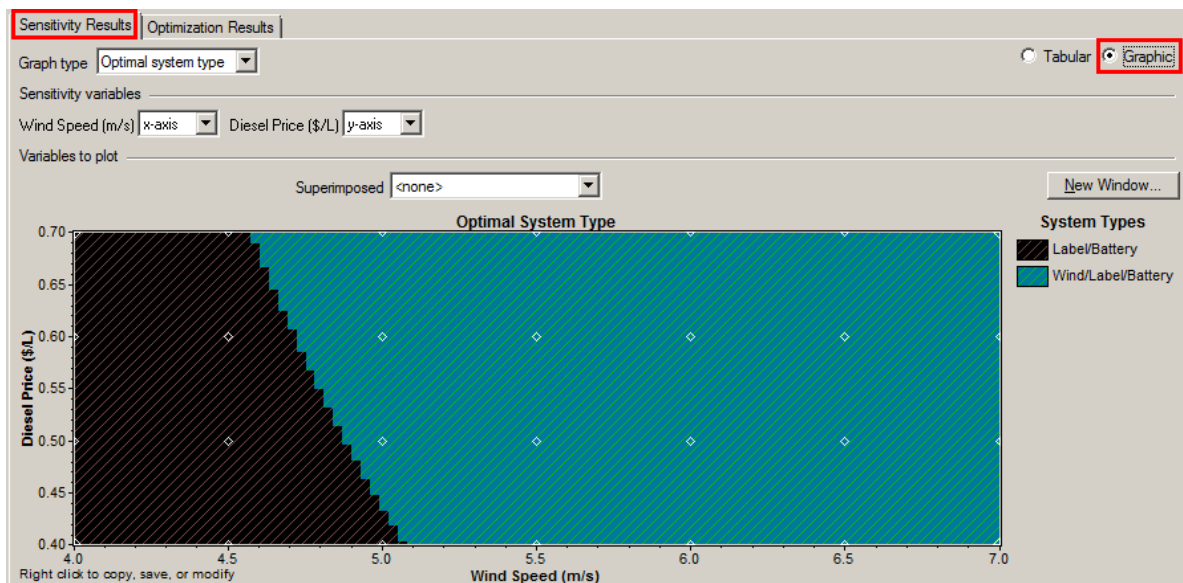 Sensitivity Results Optimization Results
Graph type Optimal system type Tabular Graphic
Sensitivity variables
Wind Speed (m/s) x-axis Diesel Price ($/L) y-axis
Variables to plot
Superimposed <none> New Window...
Optimal System Type
System Types
Label/Battery
Wind/Label/Battery
Diesel Price ($/L)
0.70
0.65
0.60
0.55
0.50
0.45
0.40
4.0 4.5 5.0 5.5 6.0 6.5 7.0
Wind Speed (m/s)
Right click to copy, save, or modify